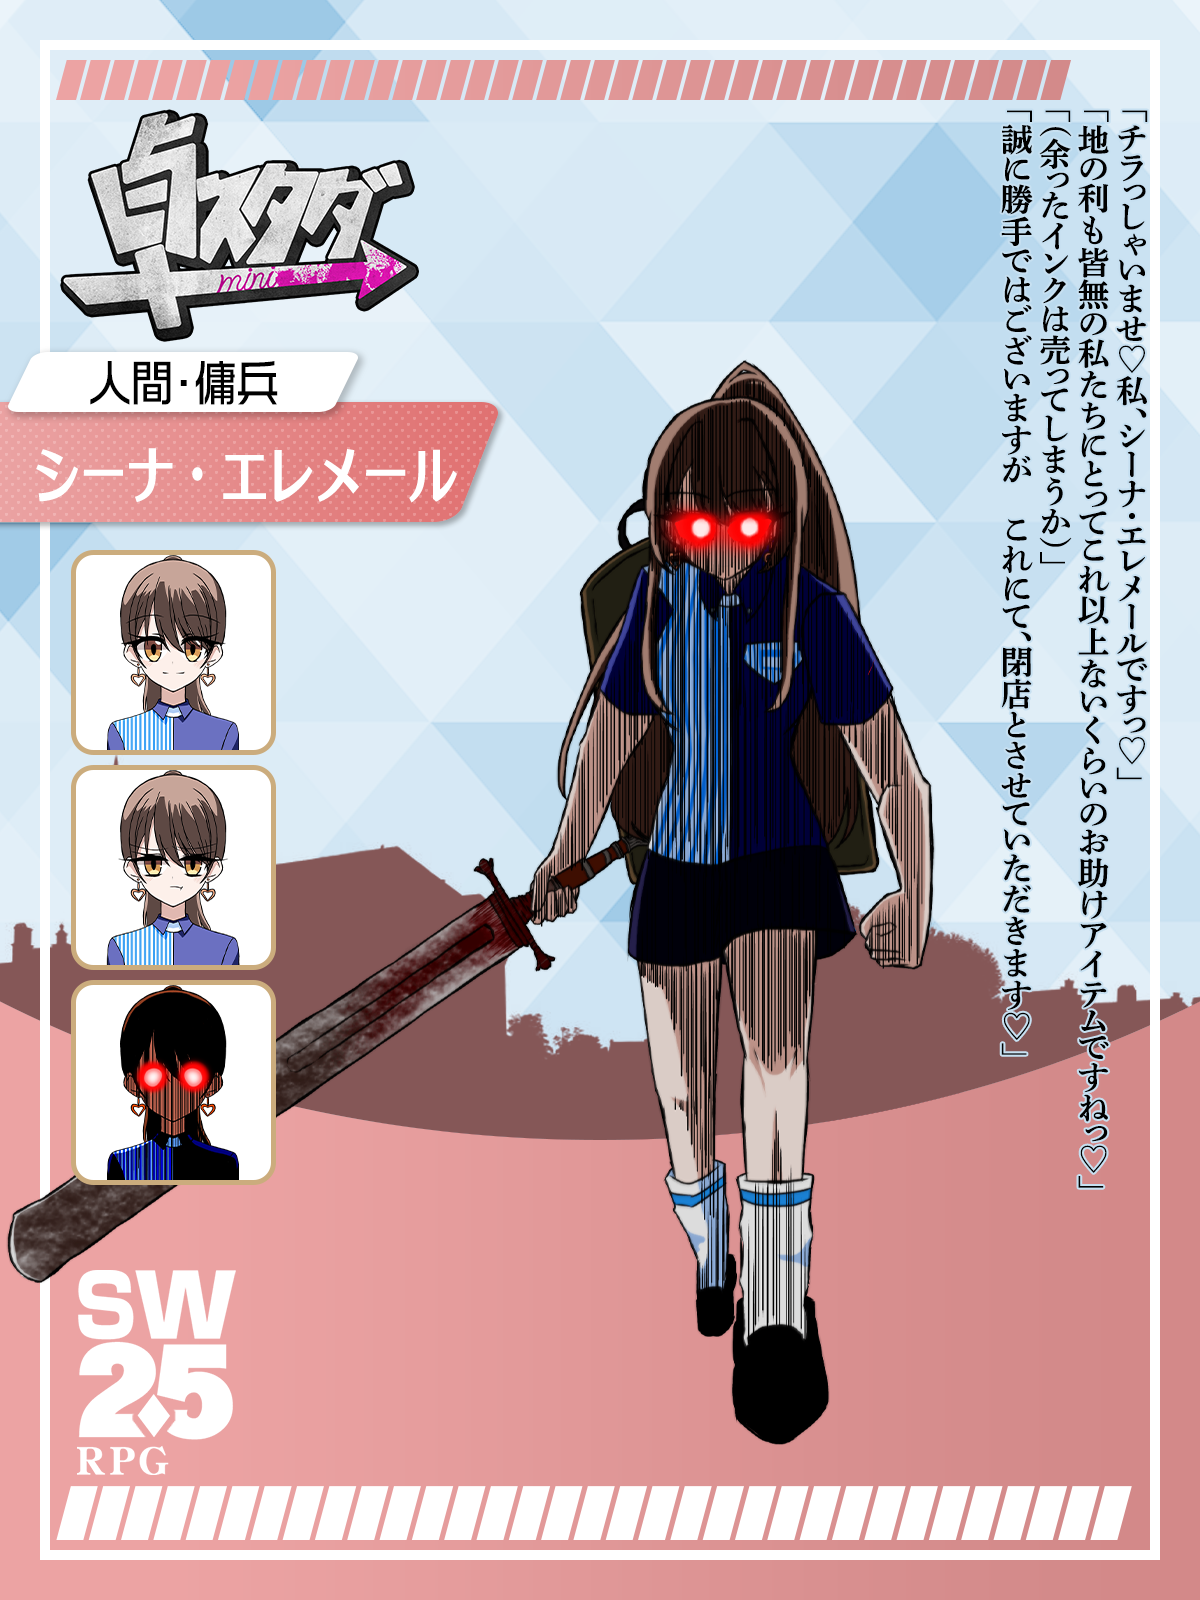 卓スタダ
mini
人間・傭兵
シーナ・エレメール
「チラっしゃいませ♡私、シーナ・エレメールですっ♡」
「地の利も皆無の私たちにとってこれ以上ないくらいのお助けアイテムですねっ♡」
「（余ったインクは売ってしまうか）」
「誠に勝手ではございますが　これにて、閉店とさせていただきます♡」
SW
2.5
RPG